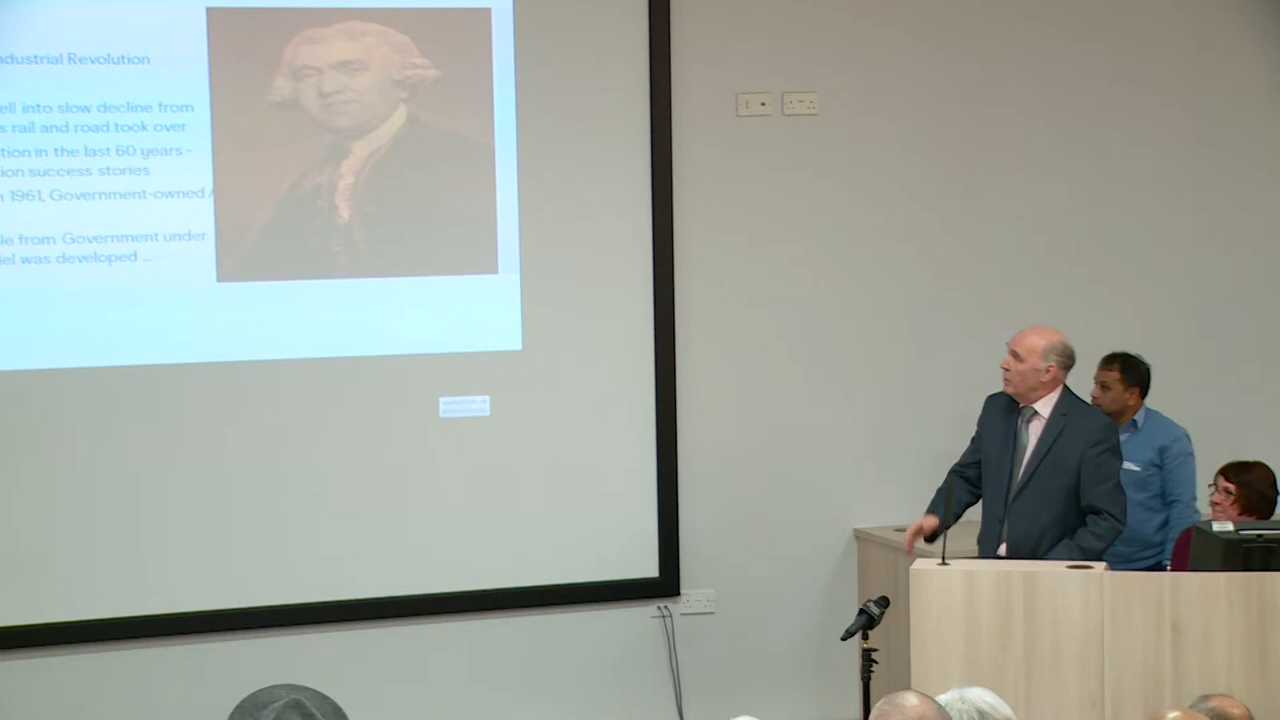 ndustrial Revolution
ell into slow decline from
s rail and road took over
tion in the last 60 years -
ion success stories
n 1961, Government-owned
le from Government under
el was developed ...